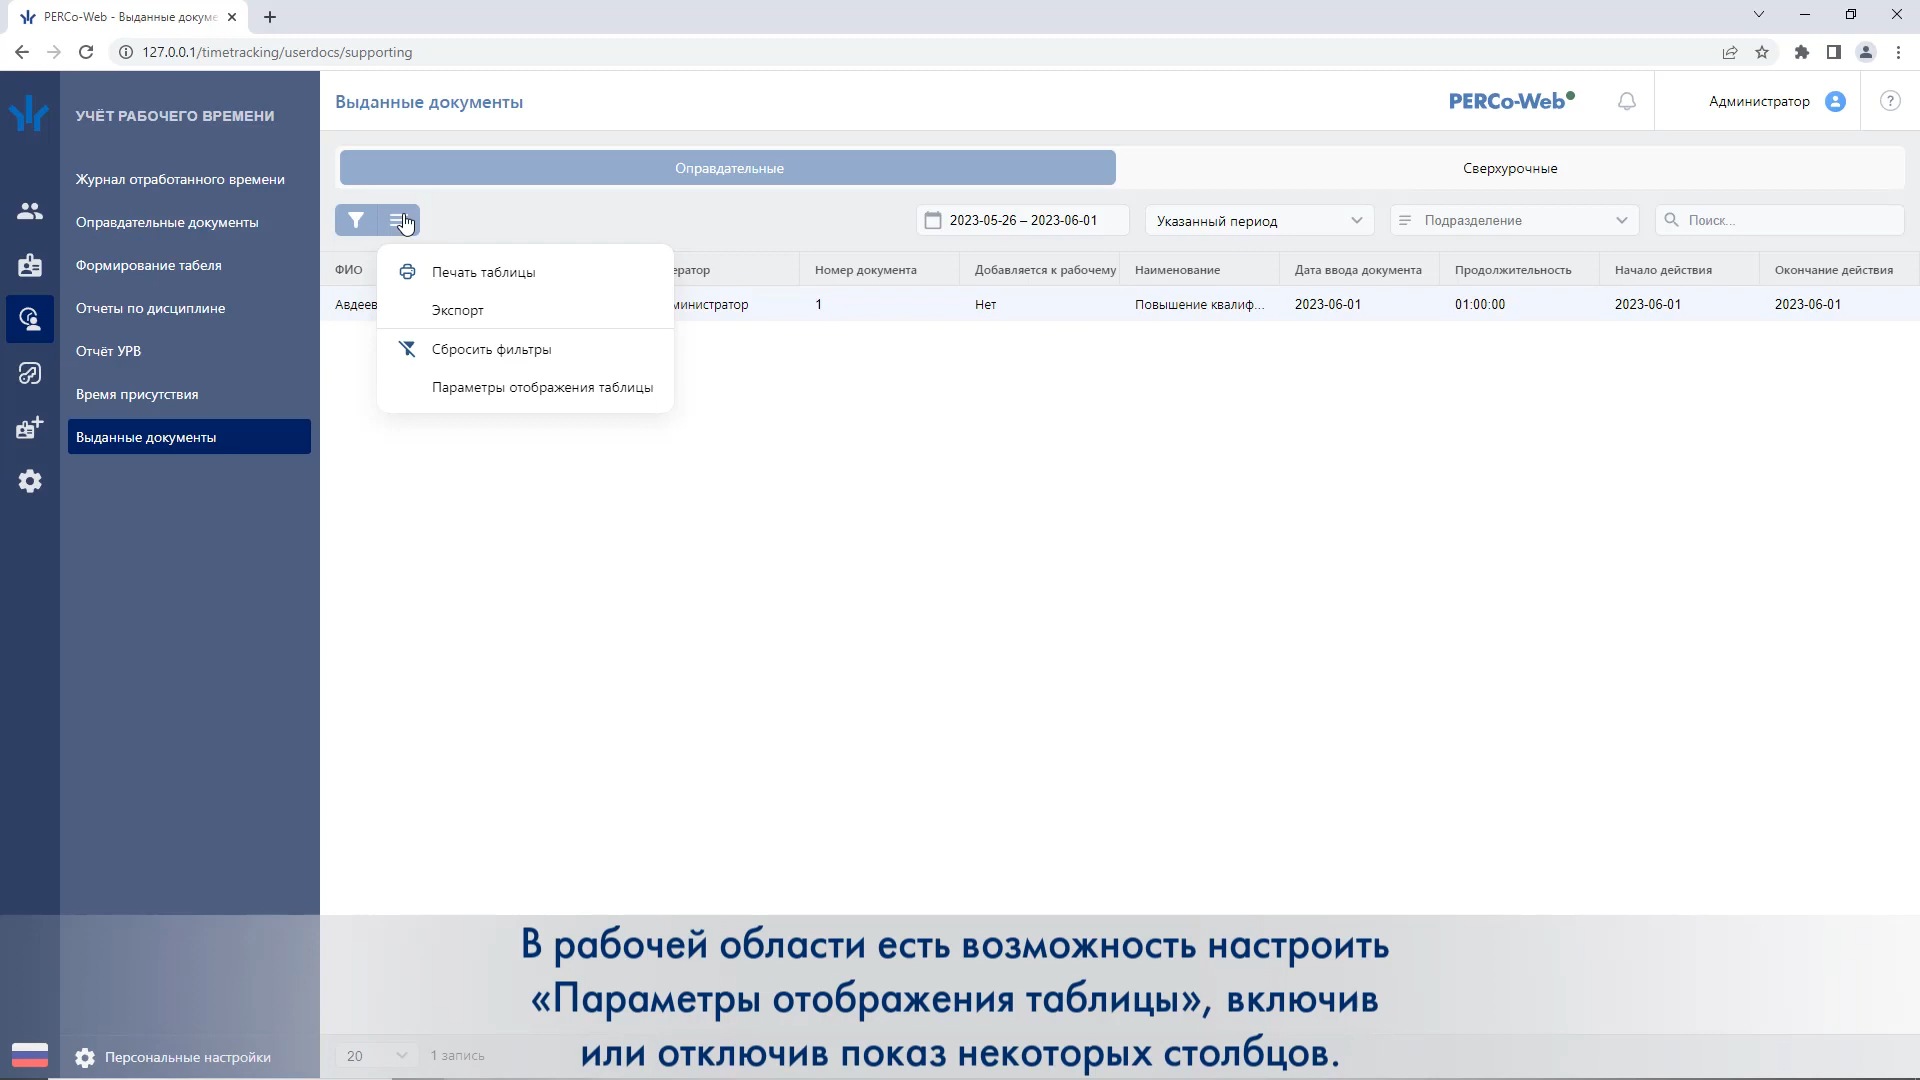 PERCo-Web - Выданные докуме
127.0.0.1/timetracking/userdocs/supporting
УЧЁТ РАБОЧЕГО ВРЕМЕНИ
Журнал отработанного времени
Оправдательные документы
Формирование табеля
Отчеты по дисциплине
Отчёт УРВ
Время присутствия
Выданные документы
Персональные настройки
Выданные документы
PERCo-Web
Администратор
?
Оправдательные
Сверхурочные
2023-05-26 – 2023-06-01
Указанный период
Подразделение
Поиск...
ФИО
ератор
Номер документа
Добавляется к рабочему
Наименование
Дата ввода документа
Продолжительность
Начало действия
Окончание действия
Авдеев
министратор
1
Нет
Повышение квалиф...
2023-06-01
01:00:00
2023-06-01
2023-06-01
Печать таблицы
Экспорт
Сбросить фильтры
Параметры отображения таблицы
В рабочей области есть возможность настроить
«Параметры отображения таблицы», включив
или отключив показ некоторых столбцов.
20
1 запись